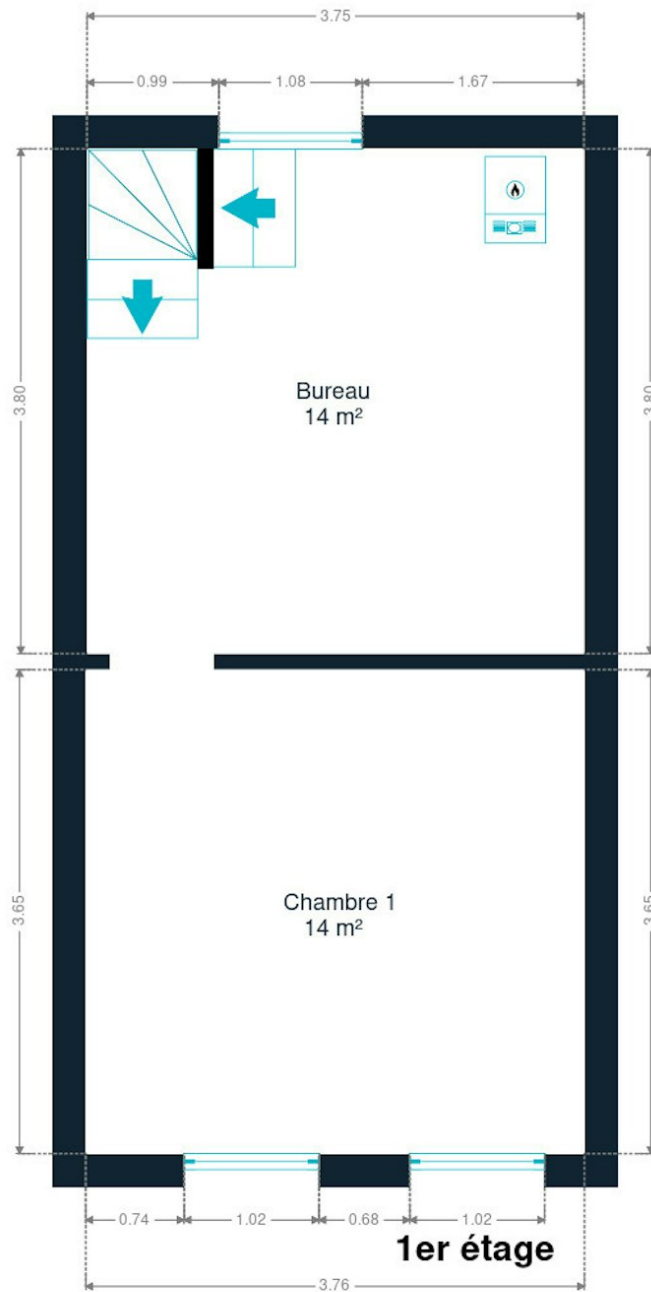 3.75
0.99 1.08 1.67
3.80 3.80
Bureau
14 m²
3.65 3.65
Chambre 1
14 m²
0.74 1.02 0.68 1.02
1er étage
3.76